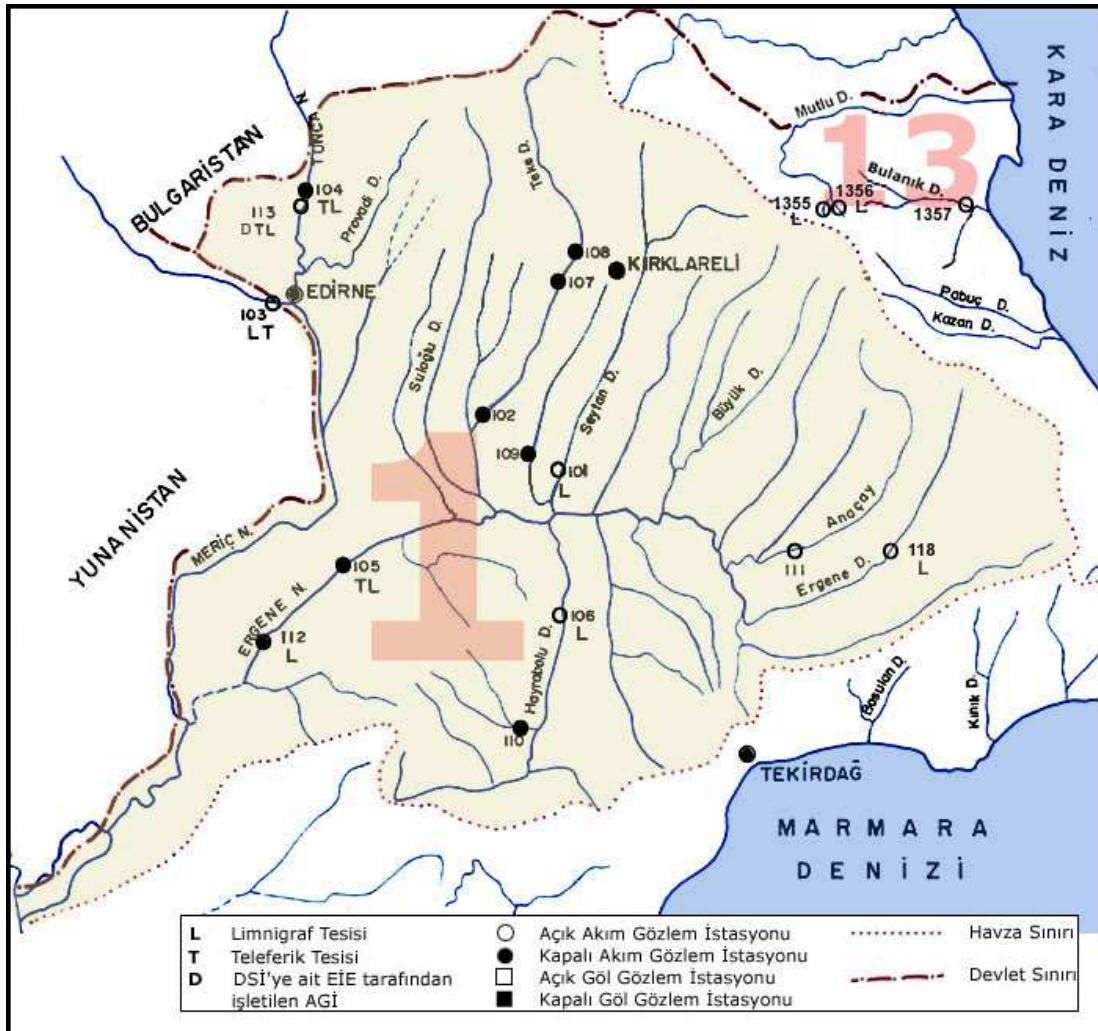 KARA DENİZ
Mutlu D.
13
BULGARİSTAN
TUNCA N.
Teke D.
Bulanık D.
104
TL
113
D TL
Provadi D.
1355
L
1356
L
1357
108
KIRKLARELİ
107
EDİRNE
103
LT
Pabuç D.
Kazan D.
Suloğlu D.
Seytan D.
Büyük D.
102
109
101
L
1
YUNANİSTAN
MERİÇ N.
Anaçay
105
TL
111
118
L
Ergene D.
ERGENE N.
112
L
106
L
Hayrabolu D.
110
Bosulan D.
Kınık D.
TEKİRDAĞ
MARMARA
DENİZİ
L Limnigraf Tesisi
T Teleferik Tesisi
D DSİ'ye ait EİE tarafından
işletilen AGİ
Açık Akım Gözlem İstasyonu
Kapalı Akım Gözlem İstasyonu
Açık Göl Gözlem İstasyonu
Kapalı Göl Gözlem İstasyonu
Havza Sınırı
Devlet Sınırı